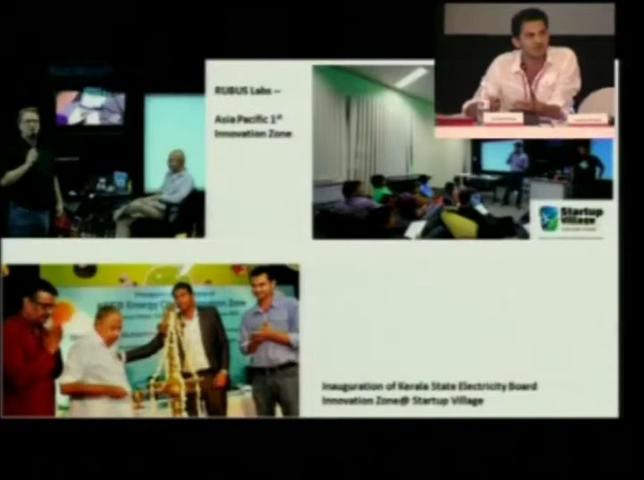 RUBUS Labs –
Asia Pacific 1st
Innovation Zone
Startup
Village
Energy
Inauguration of Kerala State Electricity Board
Innovation Zone@ Startup Village